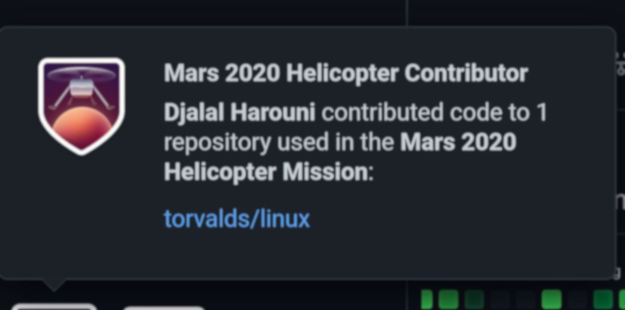 Mars 2020 Helicopter Contributor
Djalal Harouni contributed code to 1
repository used in the Mars 2020
Helicopter Mission:
torvalds/linux